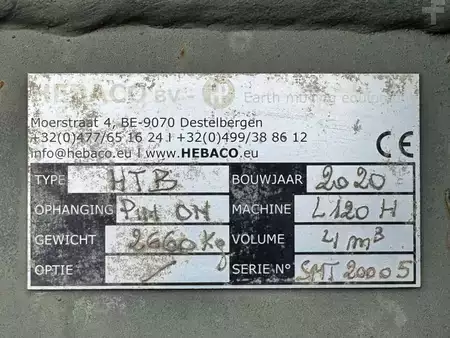 HEBACO BV - H Earth moving equipment
Moerstraat 4, BE-9070 Destelbergen
+32(0)477/65 16 24 I +32(0)499/38 86 12
info@hebaco.eu I www.HEBACO.eu
CE
TYPE HTB BOUWJAAR 2020
OPHANGING PIN ON MACHINE L120 H
GEWICHT 2660 Kg VOLUME 4 m³
OPTIE / SERIE N° SMT 20005